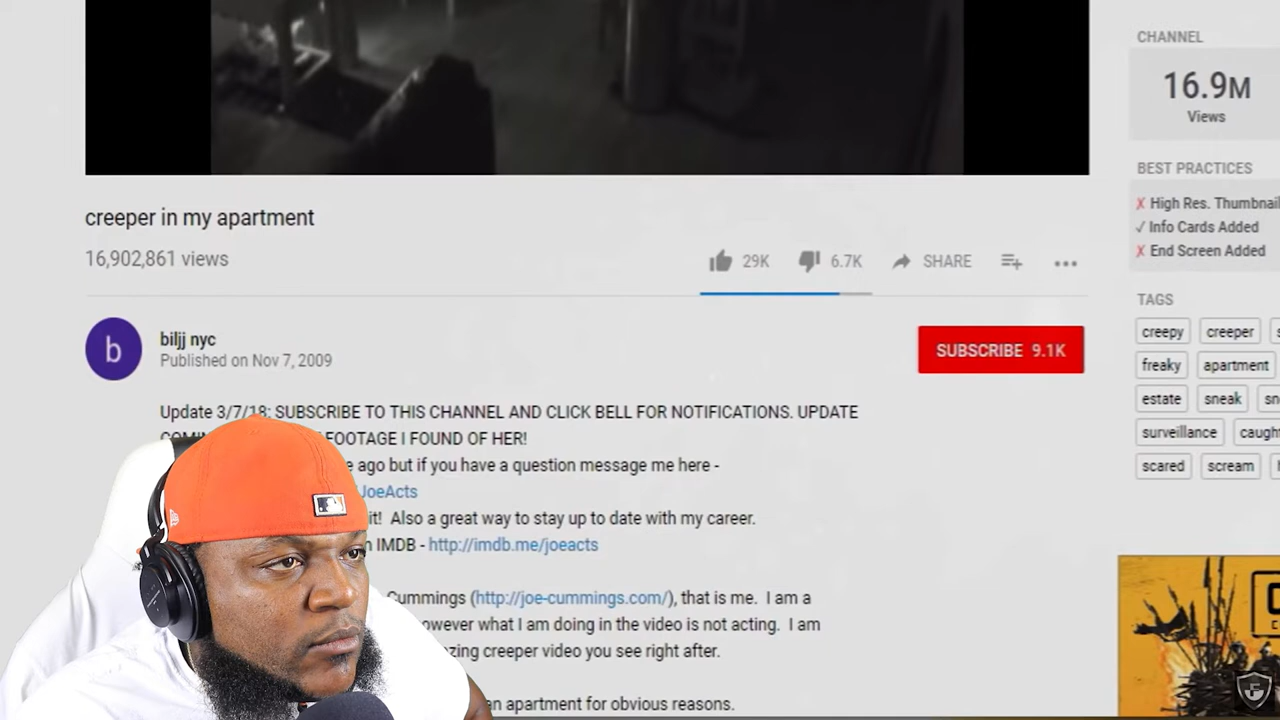 CHANNEL
16.9M
Views
BEST PRACTICES
✗ High Res. Thumbnail
✓ Info Cards Added
✗ End Screen Added
TAGS
creepy creeper
freaky apartment
estate sneak
surveillance
scared scream
creeper in my apartment
16,902,861 views
29K 6.7K SHARE
b
biljj nyc
Published on Nov 7, 2009
SUBSCRIBE 9.1K
Update 3/7/18: SUBSCRIBE TO THIS CHANNEL AND CLICK BELL FOR NOTIFICATIONS. UPDATE
FOOTAGE I FOUND OF HER!
ago but if you have a question message me here -
/JoeActs
it! Also a great way to stay up to date with my career.
IMDB - http://imdb.me/joeacts
Cummings (http://joe-cummings.com/), that is me. I am a
however what I am doing in the video is not acting. I am
creeper video you see right after.
an apartment for obvious reasons.